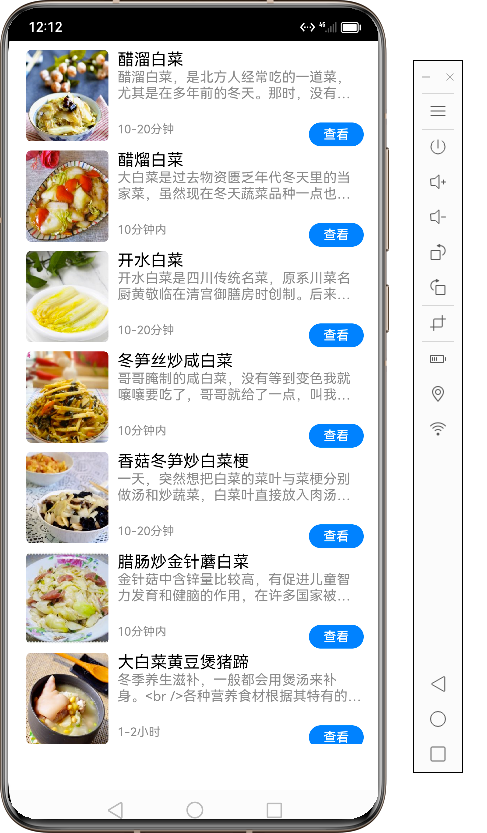 12:12
4G
醋溜白菜
醋溜白菜，是北方人经常吃的一道菜，
尤其是在多年前的冬天。那时，没有…
10-20分钟
查看
醋熘白菜
大白菜是过去物资匮乏年代冬天里的当
家菜，虽然现在冬天蔬菜品种一点也…
10分钟内
查看
开水白菜
开水白菜是四川传统名菜，原系川菜名
厨黄敬临在清宫御膳房时创制。后来…
10-20分钟
查看
冬笋丝炒咸白菜
哥哥腌制的咸白菜，没有等到变色我就
嚷嚷要吃了，哥哥就给了一点，叫我…
10分钟内
查看
香菇冬笋炒白菜梗
一天，突然想把白菜的菜叶与菜梗分别
做汤和炒蔬菜，白菜叶直接放入肉汤…
10-20分钟
查看
腊肠炒金针蘑白菜
金针菇中含锌量比较高，有促进儿童智
力发育和健脑的作用，在许多国家被…
10分钟内
查看
大白菜黄豆煲猪蹄
冬季养生滋补，一般都会用煲汤来补
身。<br />各种营养食材根据其特有的…
1-2小时
查看